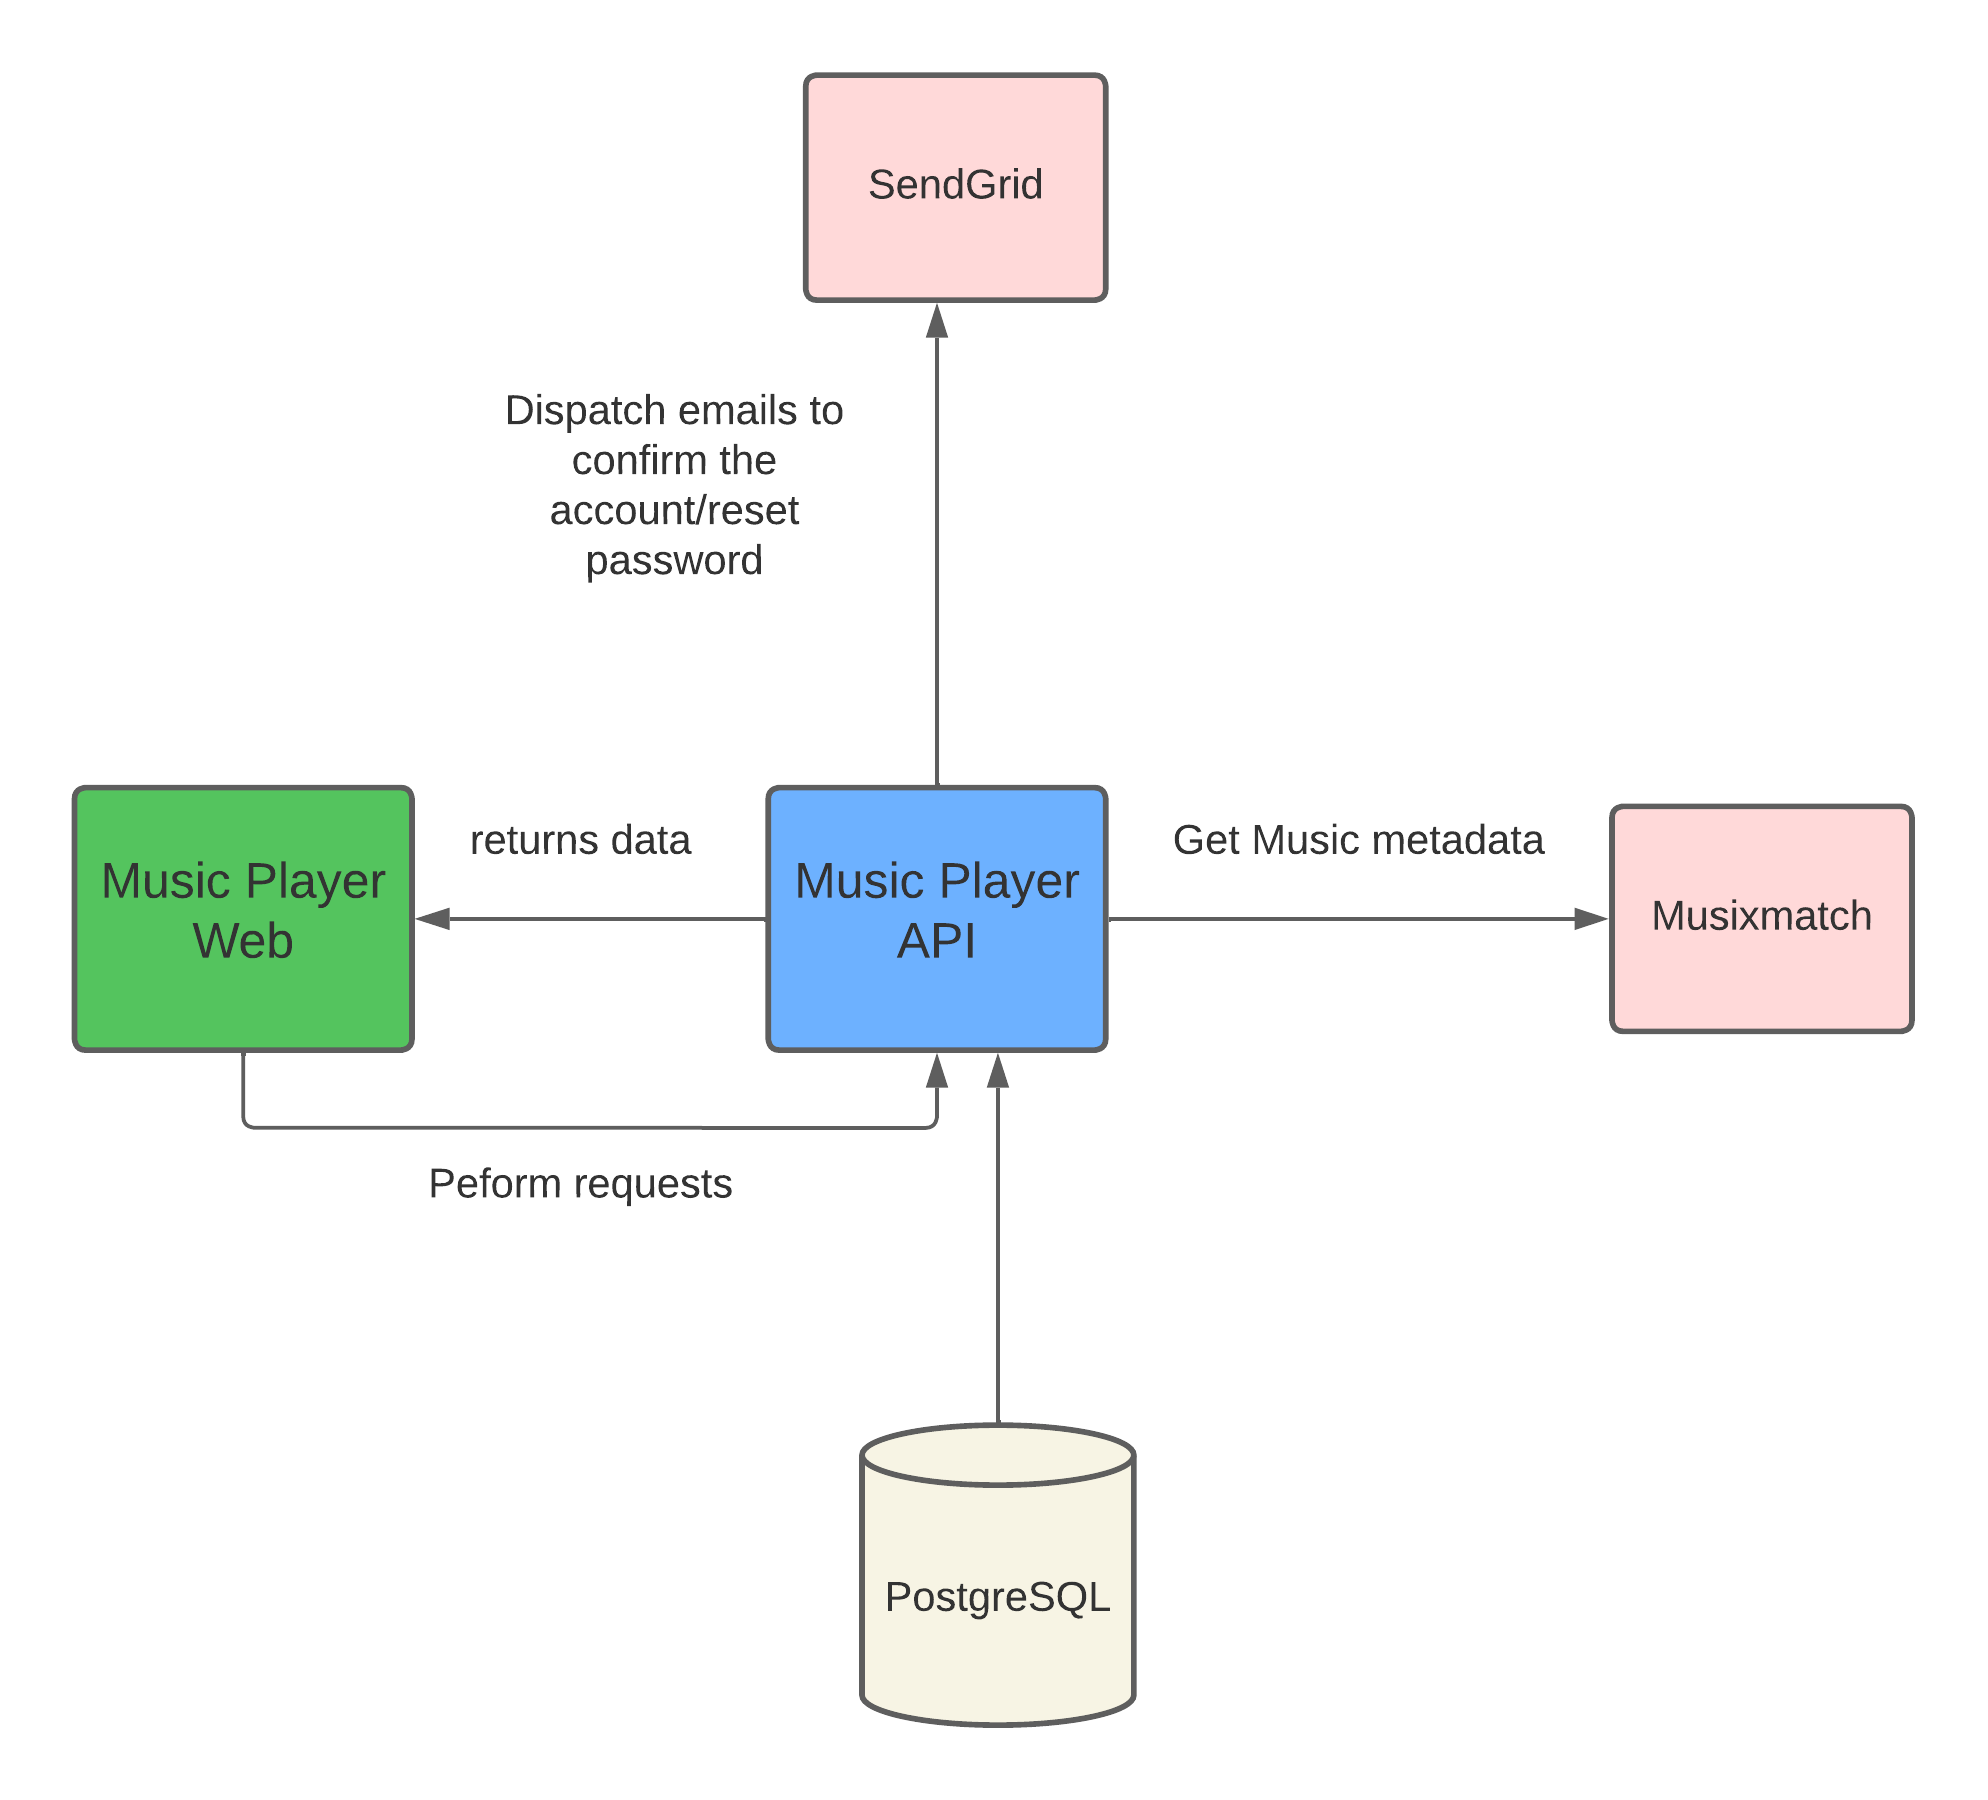 SendGrid
Dispatch emails to
confirm the
account/reset
password
Music Player
Web
returns data
Music Player
API
Get Music metadata
Musixmatch
Peform requests
PostgreSQL